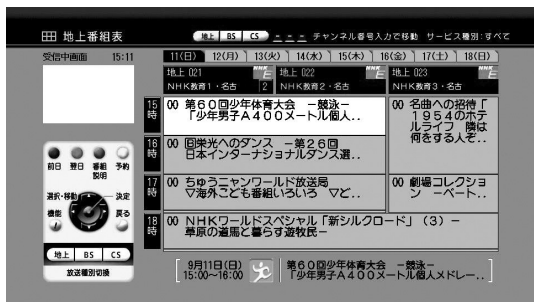 地上番組表
地上 BS CS _ _ _ チャンネル番号入力で移動 サービス種別:すべて
受信中画面 15:11
11(日) 12(月) 13(火) 14(水) 15(木) 16(金) 17(土) 18(日)
地上 021 NHK E
NHK教育1・名古 2
地上 022 NHK E
NHK教育2・名古
地上 023 NHK E
NHK教育3・名古
15時
00 第60回少年体育大会 －競泳－
「少年男子A400メートル個人..
00 名曲への招待「
1954のホテ
ルライフ 隣は
何をする人ぞ..
16時
00 回栄光へのダンス －第26回
日本インターナショナルダンス選..
17時
00 ちゅうニャンワールド放送局
▽海外こども番組いろいろ ▽ど..
00 劇場コレクショ
ン －ベート..
18時
00 NHKワールドスペシャル「新シルクロード」(3) －
草原の道馬と暮らす遊牧民－
前日 翌日 番組説明 予約
選択・移動 決定
機能 戻る
地上 BS CS
放送種別切換
9月11日(日)
15:00~16:00
第60回少年体育大会 －競泳－
「少年男子A400メートル個人メドレー..